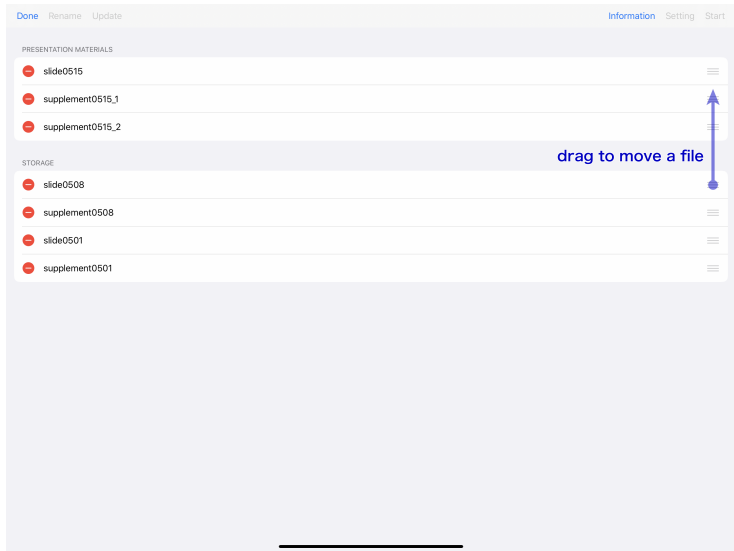 Done Rename Update Information Setting Start
PRESENTATION MATERIALS
slide0515
supplement0515_1
supplement0515_2
drag to move a file
STORAGE
slide0508
supplement0508
slide0501
supplement0501